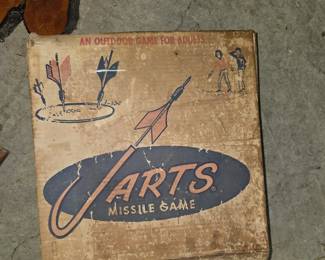 AN OUTDOOR GAME FOR ADULTS
JARTS
MISSILE GAME